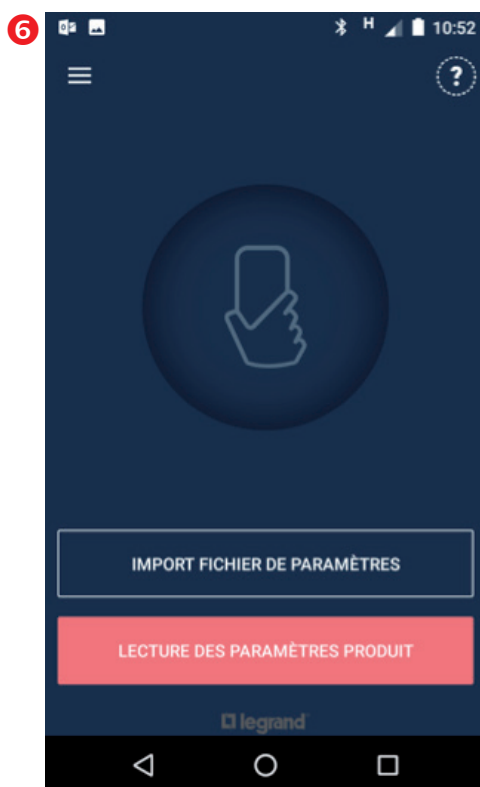 6
H 10:52
?
IMPORT FICHIER DE PARAMÈTRES
LECTURE DES PARAMÈTRES PRODUIT
legrand